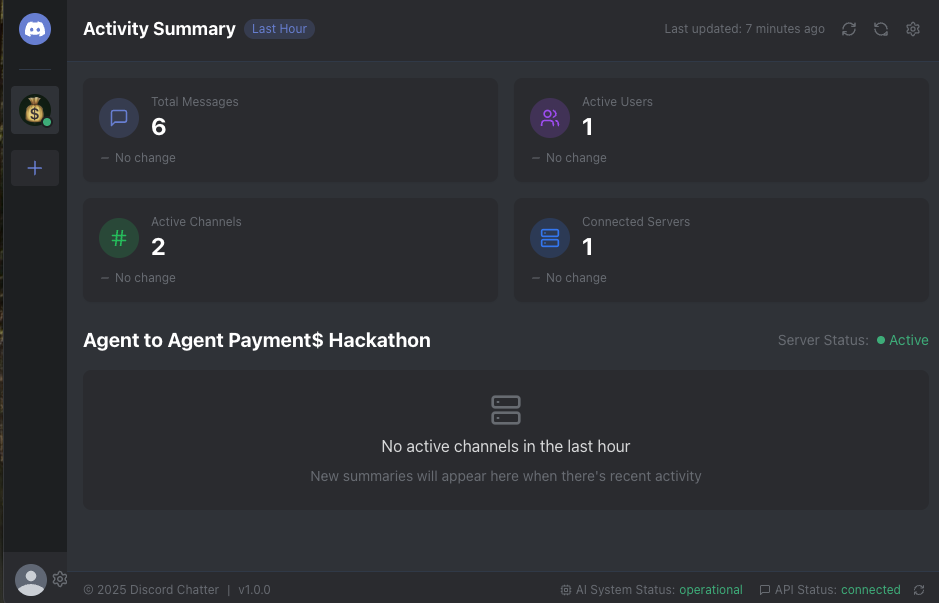 Activity Summary Last Hour
Last updated: 7 minutes ago
Total Messages
6
— No change
Active Users
1
— No change
$
Active Channels
2
— No change
Connected Servers
1
— No change
Agent to Agent Payment$ Hackathon
Server Status: ● Active
No active channels in the last hour
New summaries will appear here when there's recent activity
© 2025 Discord Chatter | v1.0.0
AI System Status: operational
API Status: connected